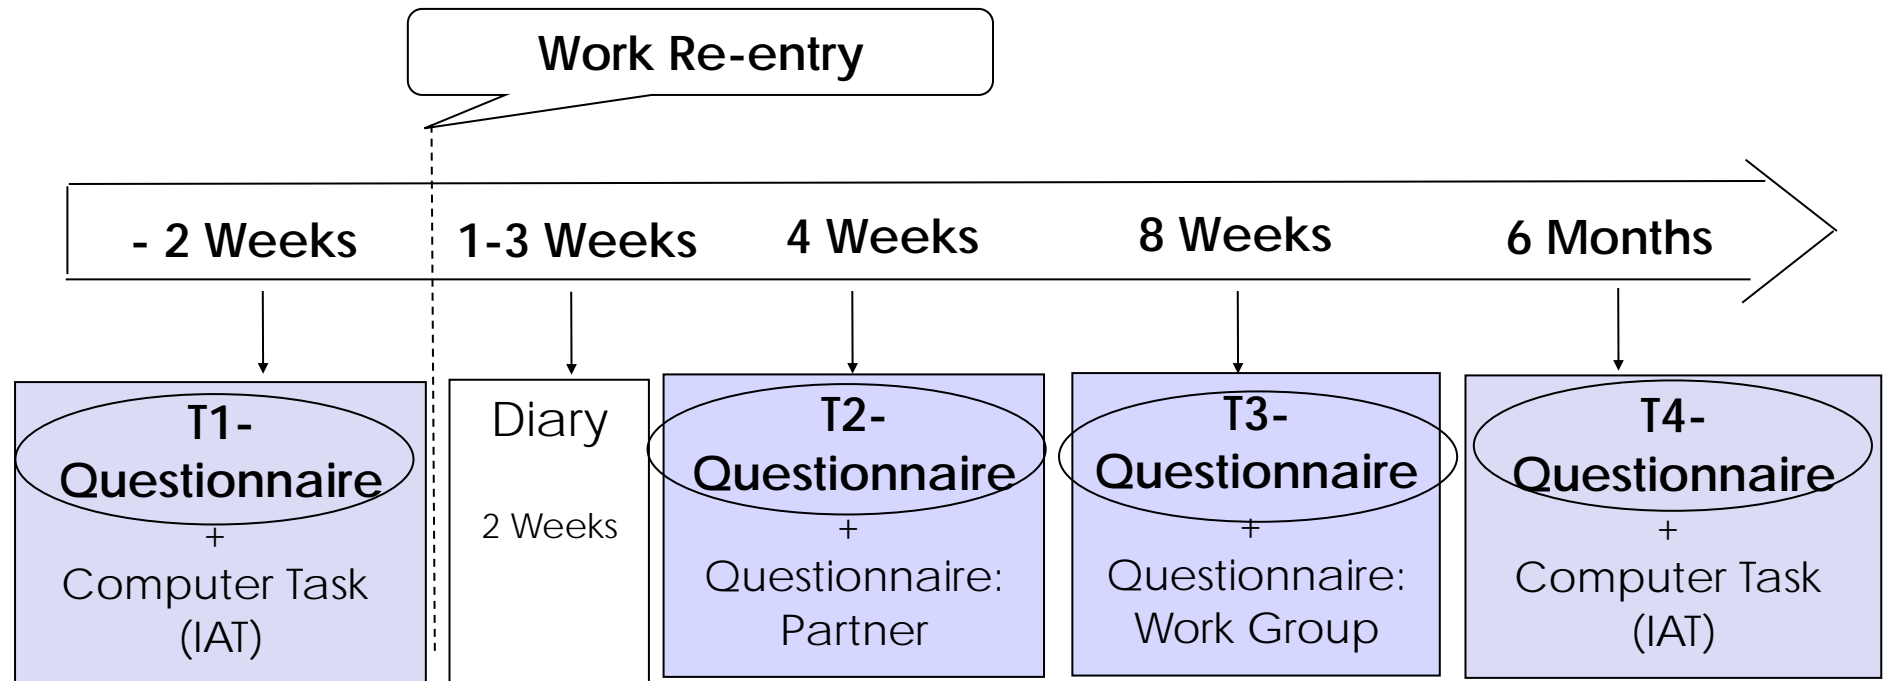 Work Re-entry
- 2 Weeks
1-3 Weeks
4 Weeks
8 Weeks
6 Months
T1-
Questionnaire
+
Computer Task
(IAT)
Diary
2 Weeks
T2-
Questionnaire
+
Questionnaire:
Partner
T3-
Questionnaire
+
Questionnaire:
Work Group
T4-
Questionnaire
+
Computer Task
(IAT)